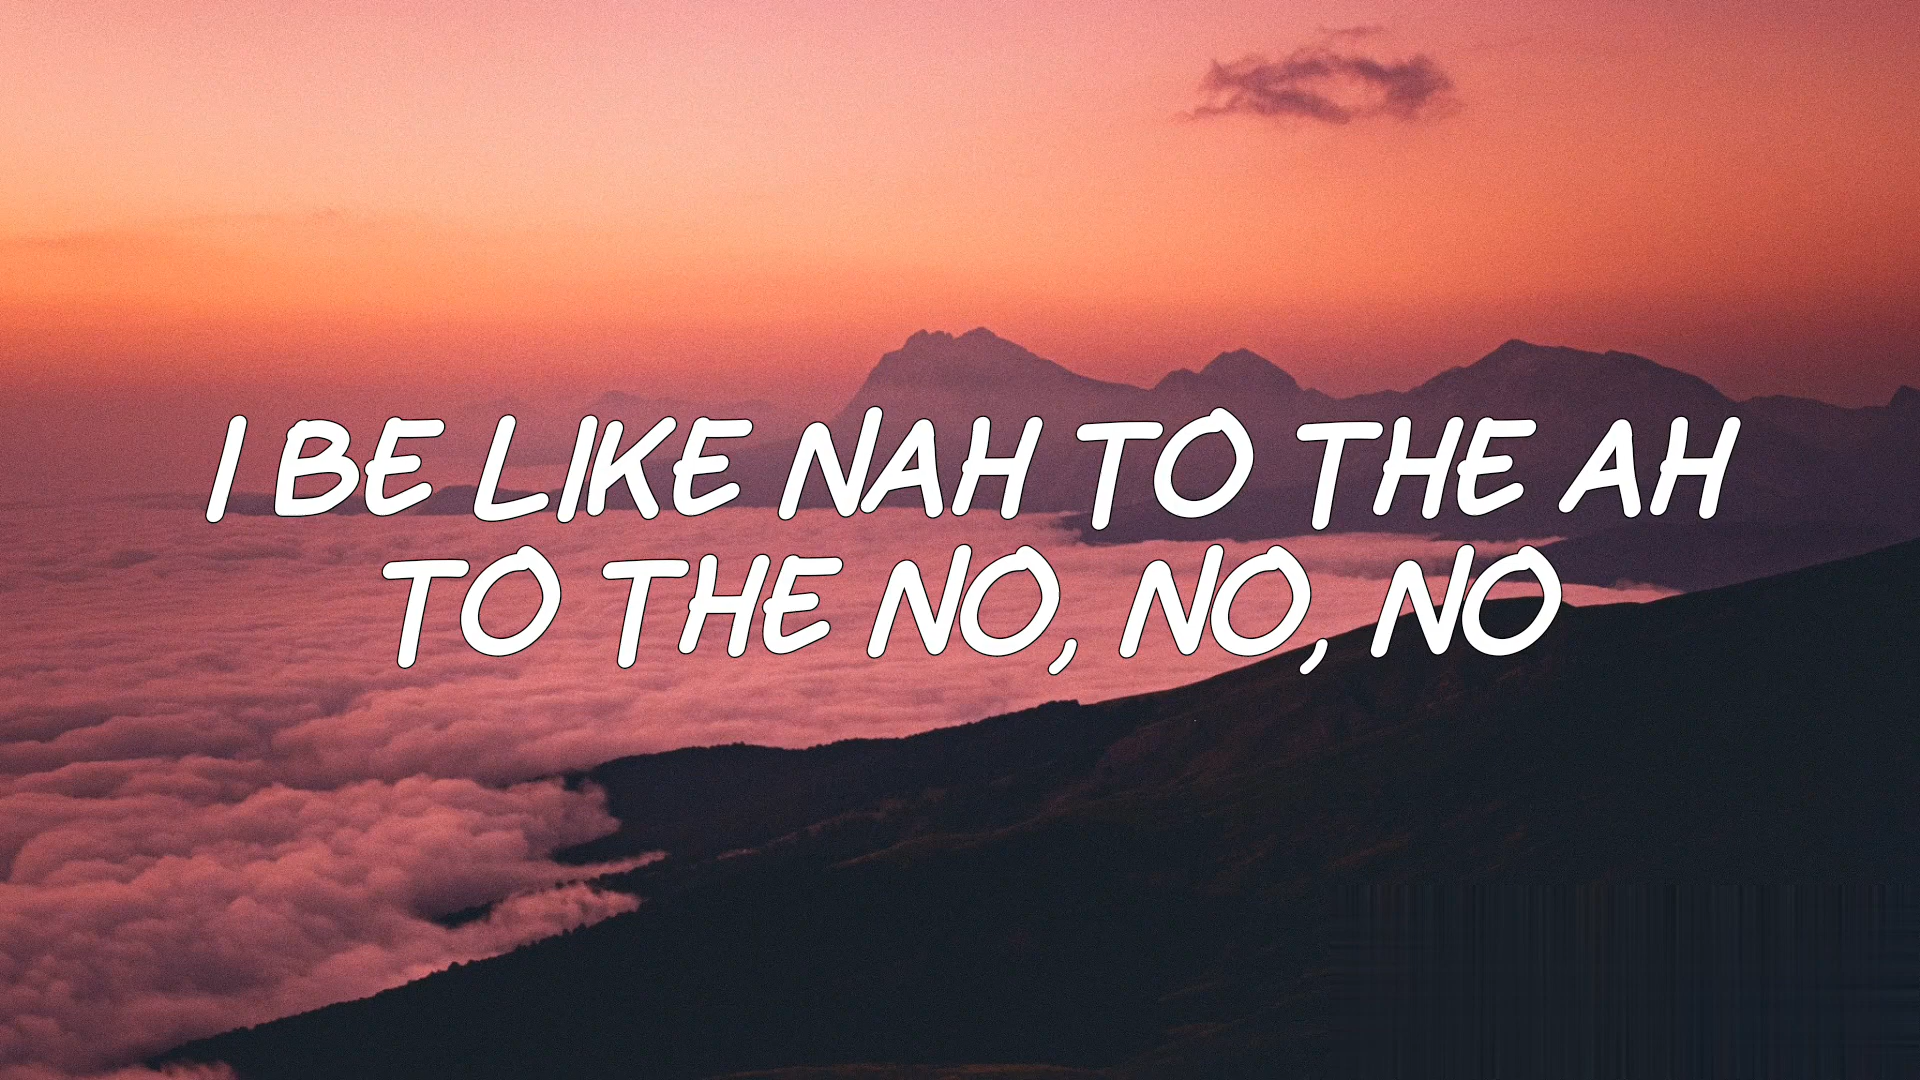 I BE LIKE NAH TO THE AH
TO THE NO, NO, NO